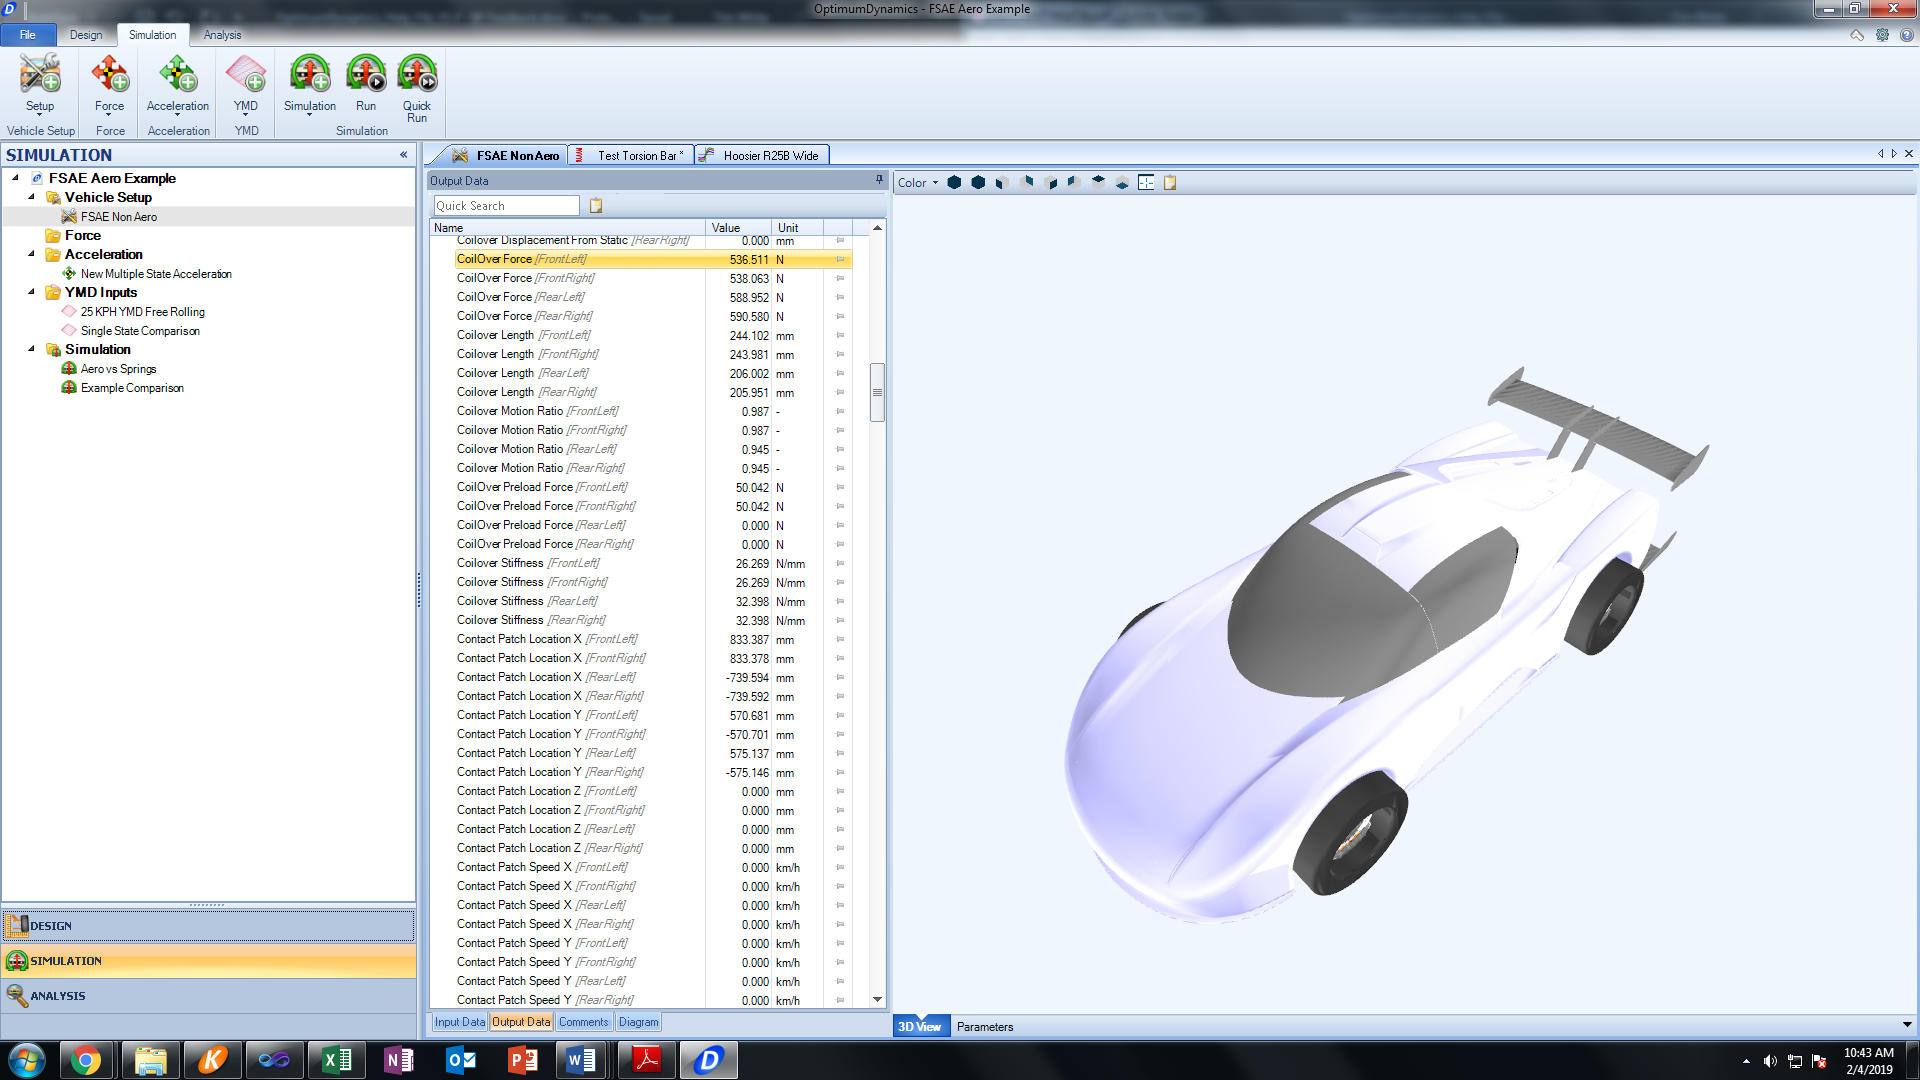 OptimumDynamics - FSAE Aero Example
File Design Simulation Analysis
Setup Force Acceleration YMD Simulation Run Quick Run
Vehicle Setup Force Acceleration YMD Simulation
SIMULATION «
FSAE Aero Example
Vehicle Setup
FSAE Non Aero
Force
Acceleration
New Multiple State Acceleration
YMD Inputs
25 KPH YMD Free Rolling
Single State Comparison
Simulation
Aero vs Springs
Example Comparison
DESIGN
SIMULATION
ANALYSIS
FSAE Non Aero Test Torsion Bar * Hoosier R25B Wide
Output Data
Quick Search
Name Value Unit
Coilover Displacement From Static [RearRight] 0.000 mm
CoilOver Force [FrontLeft] 536.511 N
CoilOver Force [FrontRight] 538.063 N
CoilOver Force [RearLeft] 588.952 N
CoilOver Force [RearRight] 590.580 N
Coilover Length [FrontLeft] 244.102 mm
Coilover Length [FrontRight] 243.981 mm
Coilover Length [RearLeft] 206.002 mm
Coilover Length [RearRight] 205.951 mm
Coilover Motion Ratio [FrontLeft] 0.987 -
Coilover Motion Ratio [FrontRight] 0.987 -
Coilover Motion Ratio [RearLeft] 0.945 -
Coilover Motion Ratio [RearRight] 0.945 -
CoilOver Preload Force [FrontLeft] 50.042 N
CoilOver Preload Force [FrontRight] 50.042 N
CoilOver Preload Force [RearLeft] 0.000 N
CoilOver Preload Force [RearRight] 0.000 N
Coilover Stiffness [FrontLeft] 26.269 N/mm
Coilover Stiffness [FrontRight] 26.269 N/mm
Coilover Stiffness [RearLeft] 32.398 N/mm
Coilover Stiffness [RearRight] 32.398 N/mm
Contact Patch Location X [FrontLeft] 833.387 mm
Contact Patch Location X [FrontRight] 833.378 mm
Contact Patch Location X [RearLeft] -739.594 mm
Contact Patch Location X [RearRight] -739.592 mm
Contact Patch Location Y [FrontLeft] 570.681 mm
Contact Patch Location Y [FrontRight] -570.701 mm
Contact Patch Location Y [RearLeft] 575.137 mm
Contact Patch Location Y [RearRight] -575.146 mm
Contact Patch Location Z [FrontLeft] 0.000 mm
Contact Patch Location Z [FrontRight] 0.000 mm
Contact Patch Location Z [RearLeft] 0.000 mm
Contact Patch Location Z [RearRight] 0.000 mm
Contact Patch Speed X [FrontLeft] 0.000 km/h
Contact Patch Speed X [FrontRight] 0.000 km/h
Contact Patch Speed X [RearLeft] 0.000 km/h
Contact Patch Speed X [RearRight] 0.000 km/h
Contact Patch Speed Y [FrontLeft] 0.000 km/h
Contact Patch Speed Y [FrontRight] 0.000 km/h
Contact Patch Speed Y [RearLeft] 0.000 km/h
Contact Patch Speed Y [RearRight] 0.000 km/h
Input Data Output Data Comments Diagram
Color
3D View Parameters
10:43 AM
2/4/2019